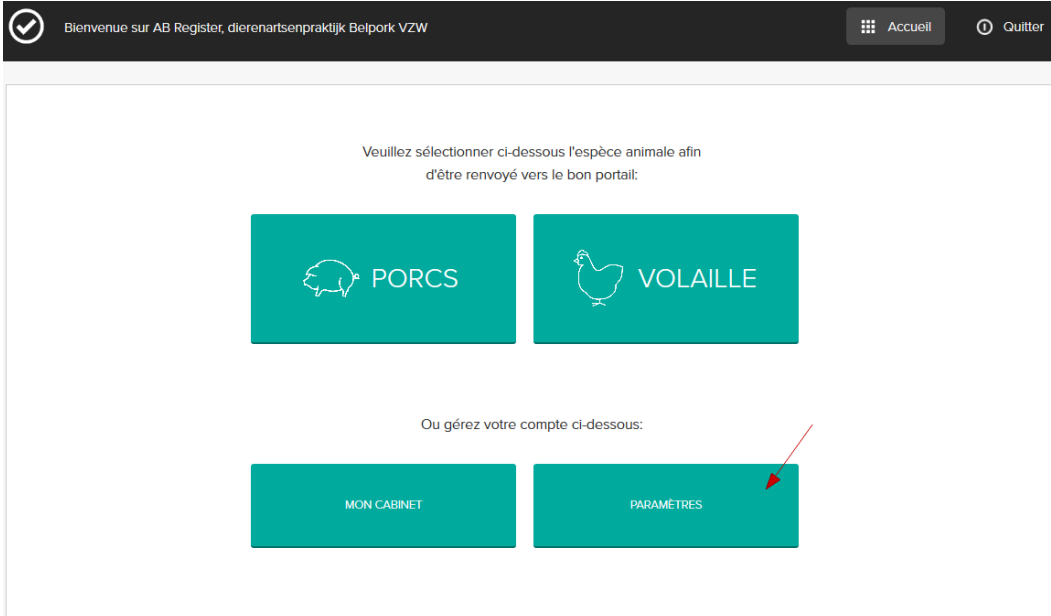 Bienvenue sur AB Register, dierenartsenpraktijk Belpork VZW
Accueil
Quitter
Veuillez sélectionner ci-dessous l'espèce animale afin
d'être renvoyé vers le bon portail:
PORCS
VOLAILLE
Ou gérez votre compte ci-dessous:
MON CABINET
PARAMÈTRES